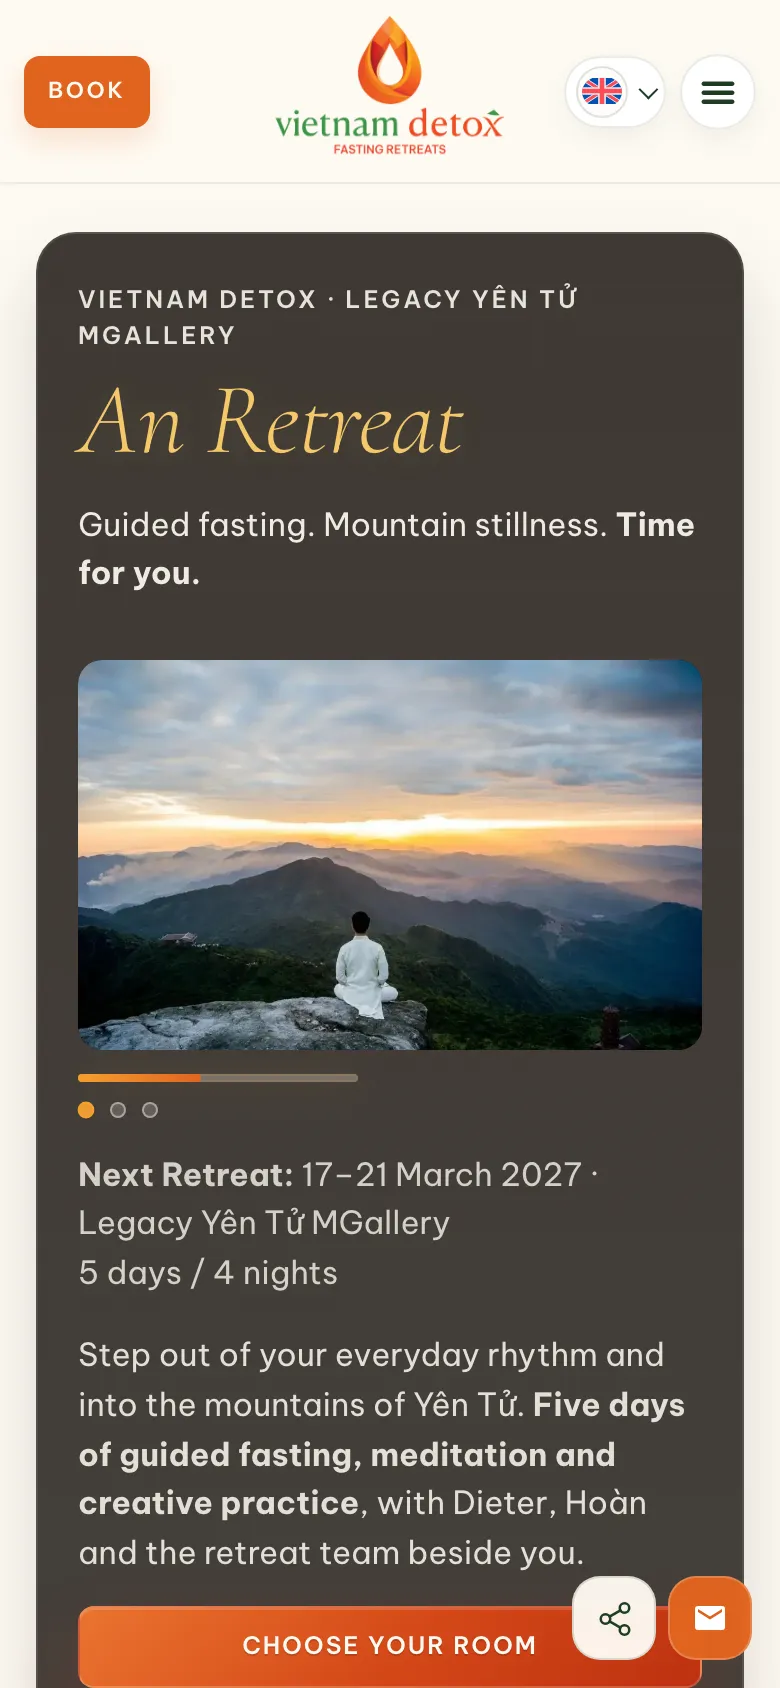 BOOK
vietnam detox
FASTING RETREATS
VIETNAM DETOX · LEGACY YÊN TỬ
MGALLERY
An Retreat
Guided fasting. Mountain stillness. Time
for you.
Next Retreat: 17–21 March 2027 ·
Legacy Yên Tử MGallery
5 days / 4 nights
Step out of your everyday rhythm and
into the mountains of Yên Tử. Five days
of guided fasting, meditation and
creative practice, with Dieter, Hoàn
and the retreat team beside you.
CHOOSE YOUR ROOM